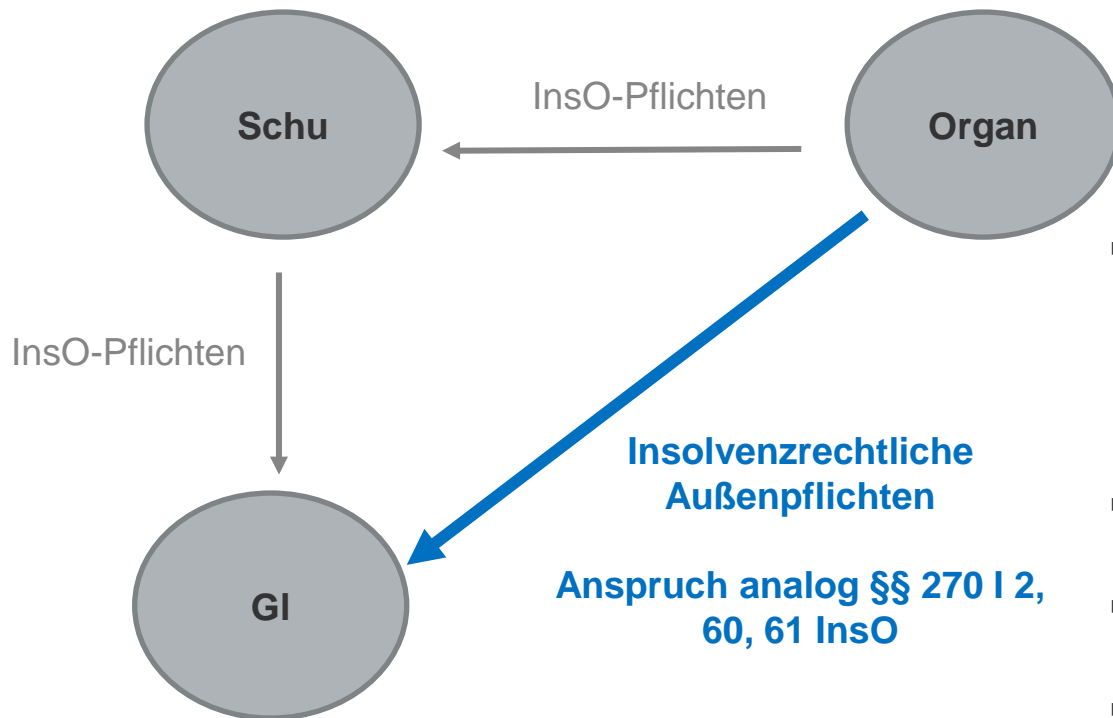 InsO-Pflichten
Schu
Organ
InsO-Pflichten
Insolvenzrechtliche
Außenpflichten
Anspruch analog §§ 270 I 2,
60, 61 InsO
Gl